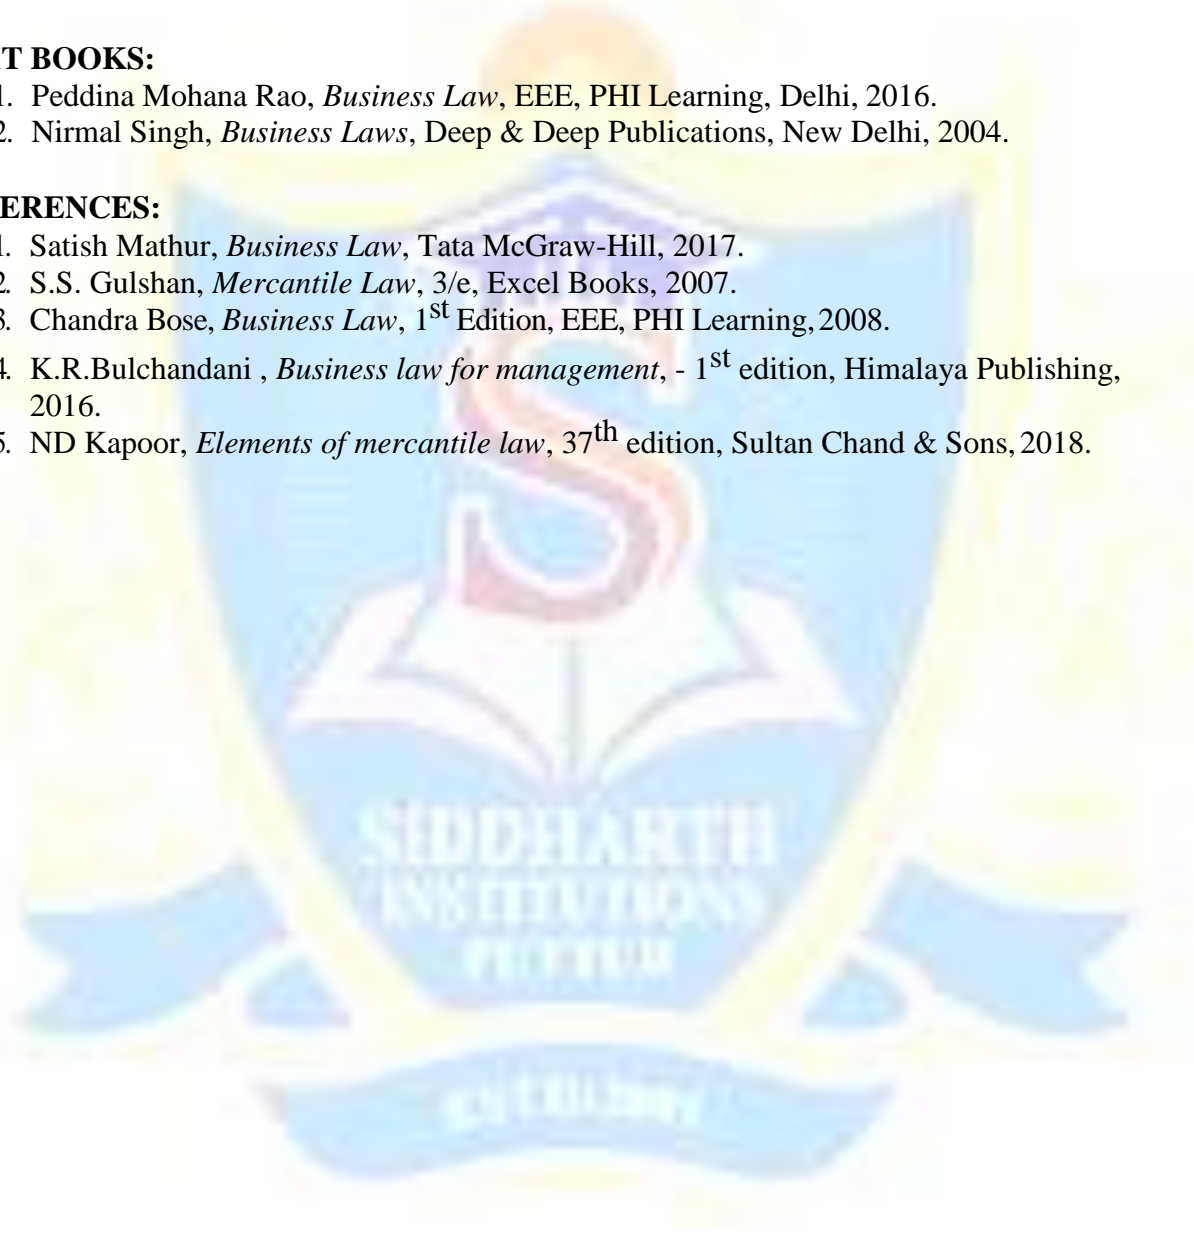 T BOOKS:
1. Peddina Mohana Rao, Business Law, EEE, PHI Learning, Delhi, 2016.
2. Nirmal Singh, Business Laws, Deep & Deep Publications, New Delhi, 2004.
ERENCES:
1. Satish Mathur, Business Law, Tata McGraw-Hill, 2017.
2. S.S. Gulshan, Mercantile Law, 3/e, Excel Books, 2007.
3. Chandra Bose, Business Law, 1st Edition, EEE, PHI Learning, 2008.
4. K.R.Bulchandani , Business law for management, - 1st edition, Himalaya Publishing,
2016.
5. ND Kapoor, Elements of mercantile law, 37th edition, Sultan Chand & Sons, 2018.
S
SIDDHARTH
INSTITUTIONS
PUTTUR